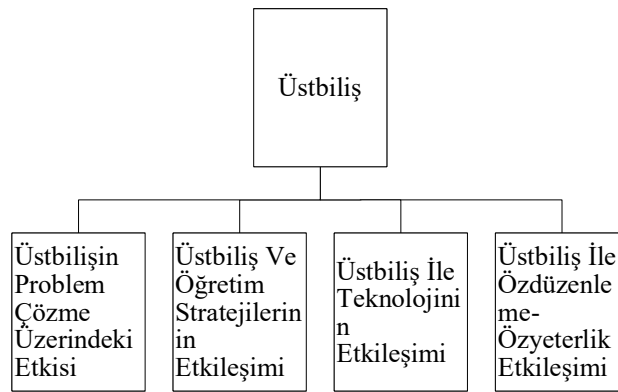 Üstbiliş
Üstbilişin
Problem
Çözme
Üzerindeki
Etkisi
Üstbiliş Ve
Öğretim
Stratejilerin
in
Etkileşimi
Üstbiliş İle
Teknolojini
n
Etkileşimi
Üstbiliş İle
Özdüzenle
me-
Özyeterlik
Etkileşimi